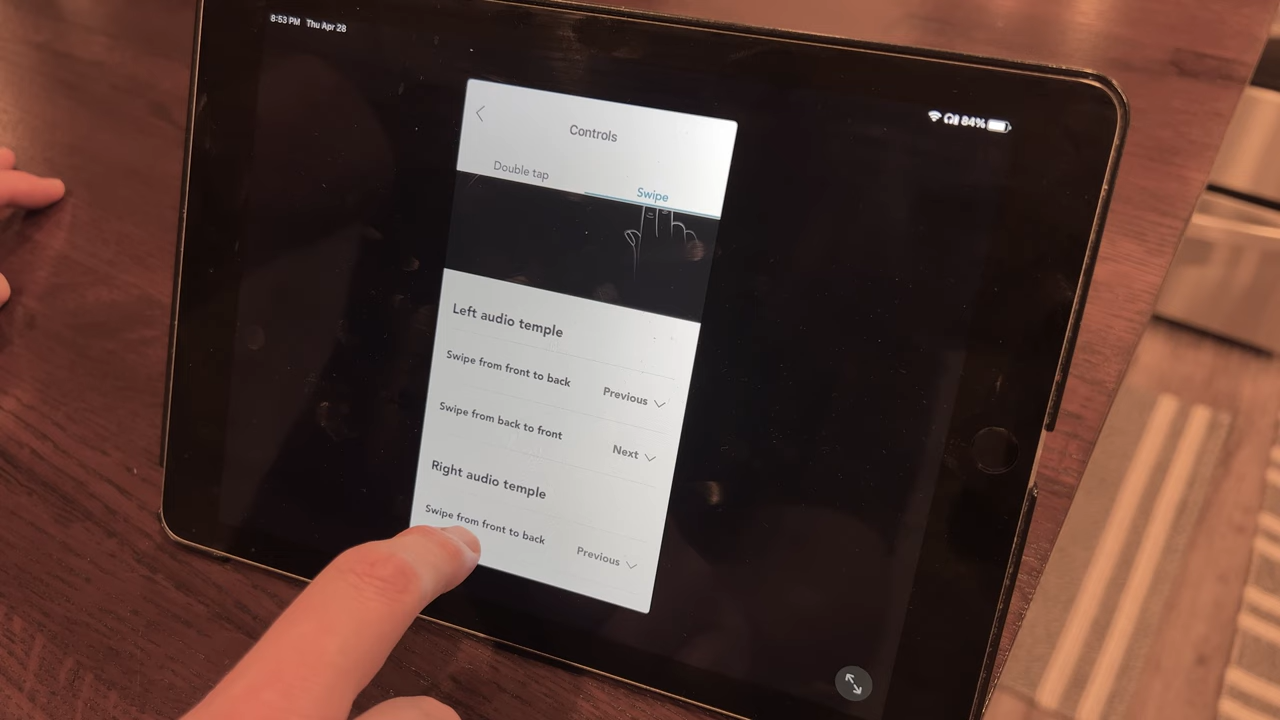 8:53 PM Thu Apr 28
84%
Controls
Double tap
Swipe
Left audio temple
Swipe from front to back
Previous
Swipe from back to front
Next
Right audio temple
Swipe from front to back
Previous